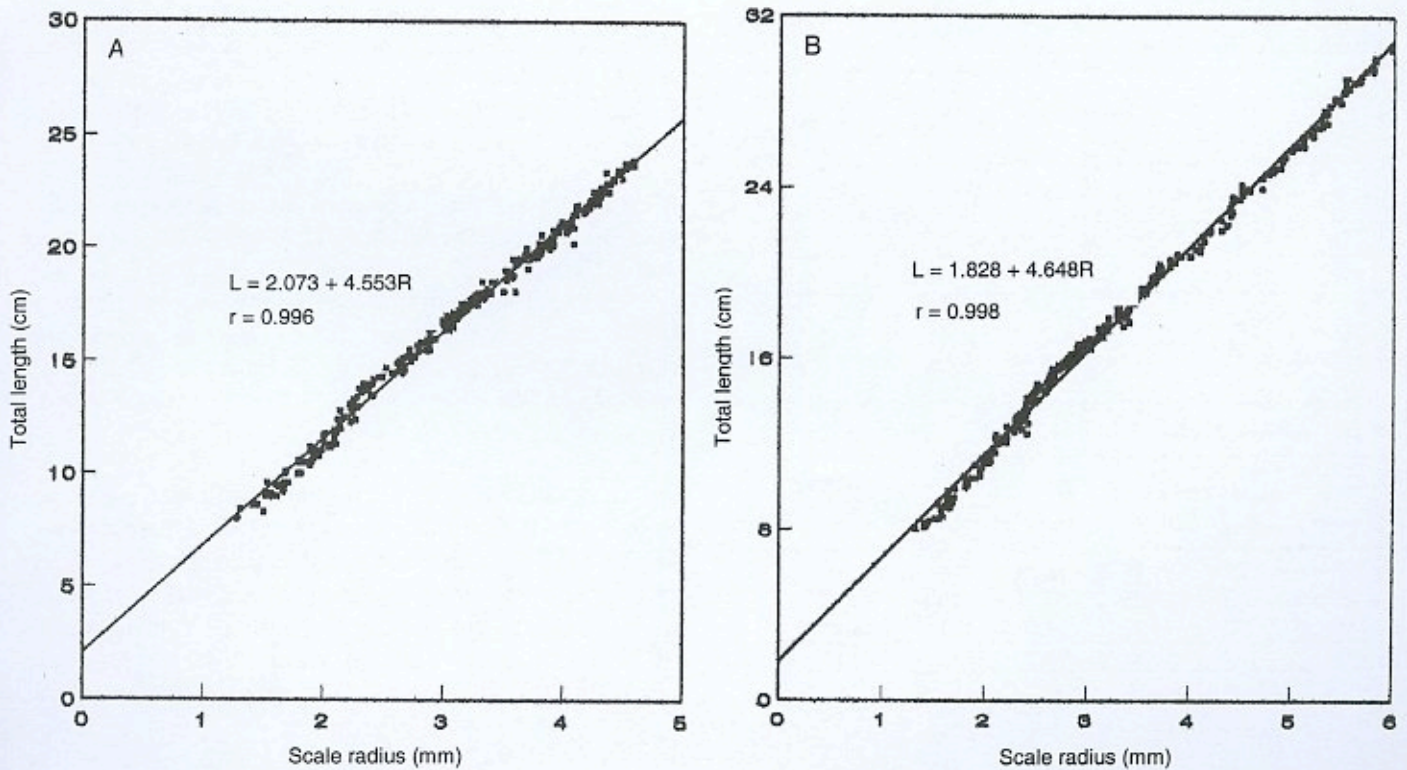 A
30
25
20
15
10
5
0
Total length (cm)
L = 2.073 + 4.553R
r = 0.996
0 1 2 3 4 5
Scale radius (mm)
B
32
24
16
8
0
Total length (cm)
L = 1.828 + 4.648R
r = 0.998
0 1 2 3 4 5 6
Scale radius (mm)